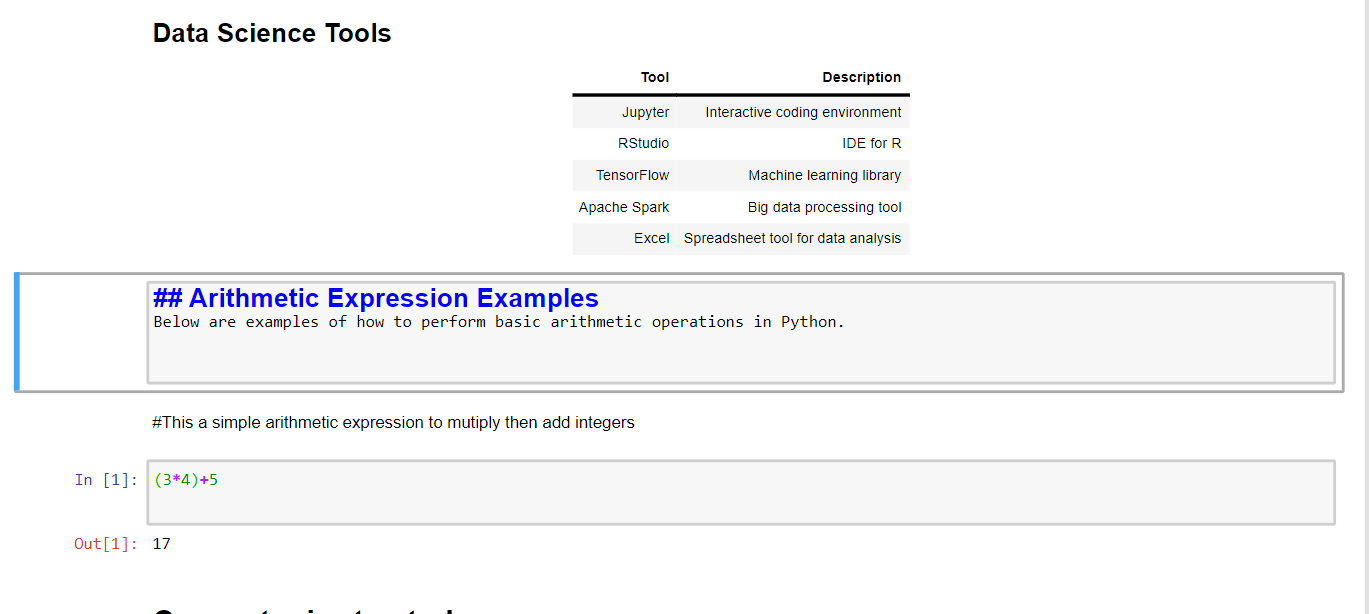 Data Science Tools
Tool Description
Jupyter Interactive coding environment
RStudio IDE for R
TensorFlow Machine learning library
Apache Spark Big data processing tool
Excel Spreadsheet tool for data analysis
## Arithmetic Expression Examples
Below are examples of how to perform basic arithmetic operations in Python.
#This a simple arithmetic expression to mutiply then add integers
In [1]: (3*4)+5
Out[1]: 17